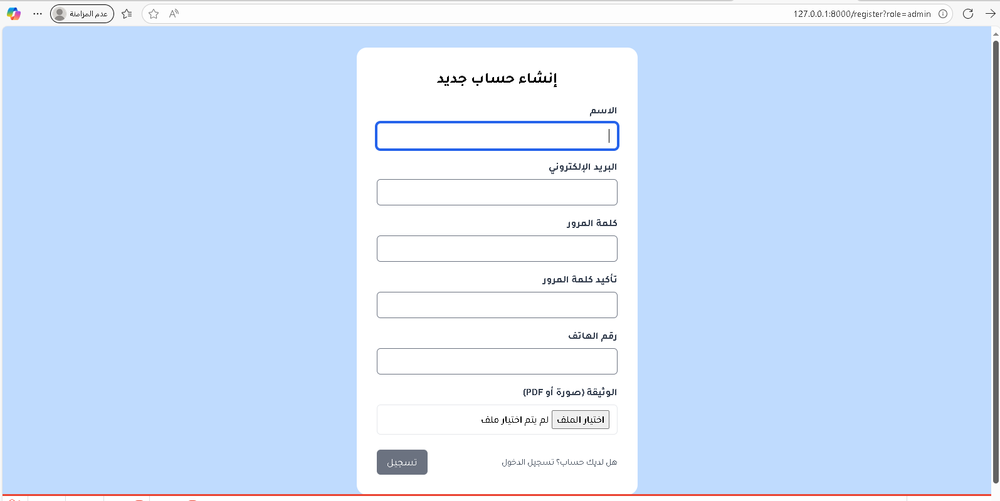 127.0.0.1:8000/register?role=admin
عدم المزامنة
إنشاء حساب جديد
الاسم
البريد الإلكتروني
كلمة المرور
تأكيد كلمة المرور
رقم الهاتف
الوثيقة (صورة أو PDF)
اختيار الملف لم يتم اختيار ملف
هل لديك حساب؟ تسجيل الدخول
تسجيل